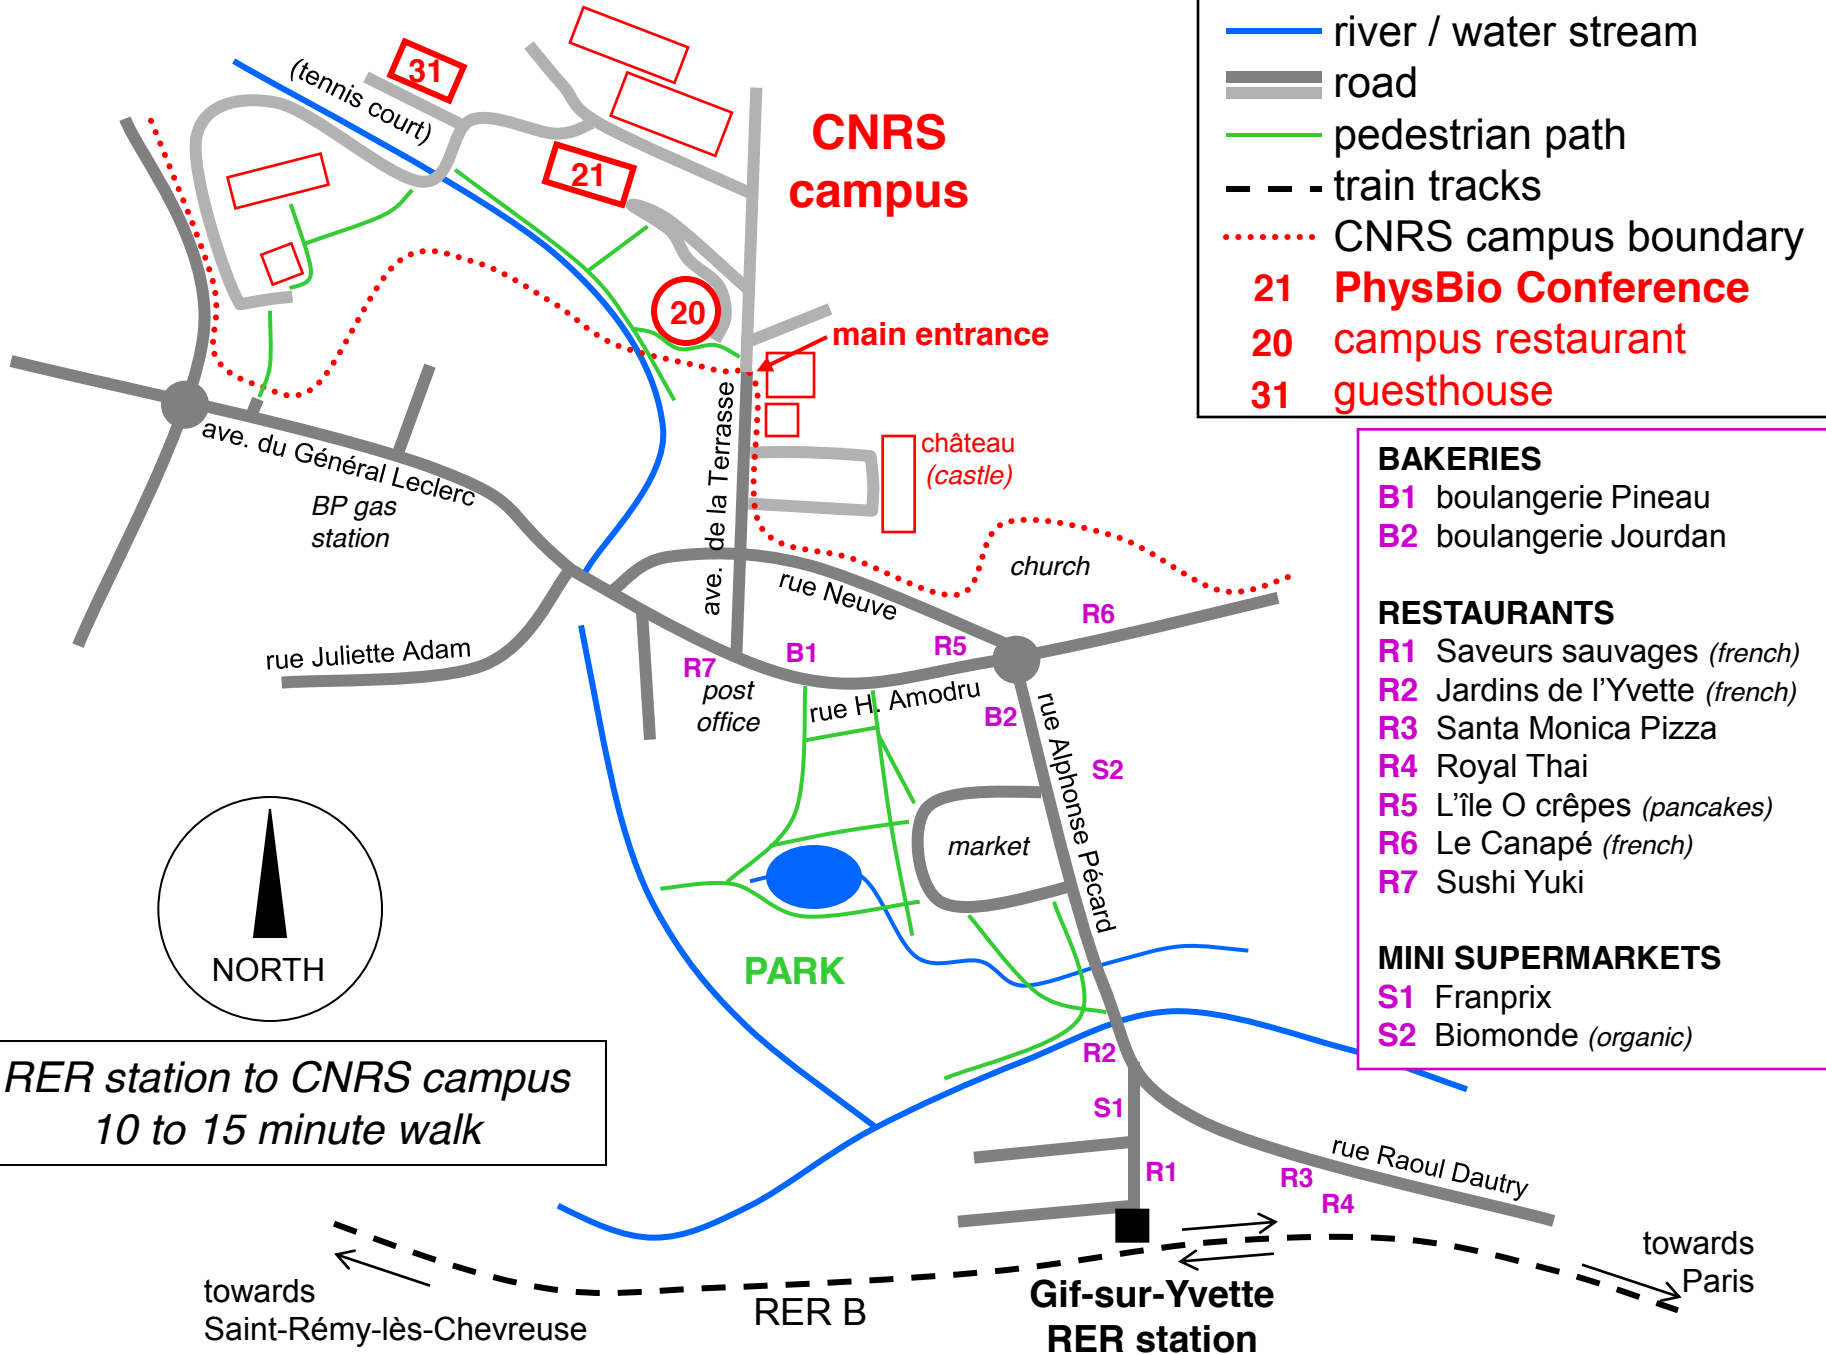 river / water stream
road
pedestrian path
train tracks
CNRS campus boundary
21 PhysBio Conference
20 campus restaurant
31 guesthouse
BAKERIES
B1 boulangerie Pineau
B2 boulangerie Jourdan
RESTAURANTS
R1 Saveurs sauvages (french)
R2 Jardins de l'Yvette (french)
R3 Santa Monica Pizza
R4 Royal Thai
R5 L'île O crêpes (pancakes)
R6 Le Canapé (french)
R7 Sushi Yuki
MINI SUPERMARKETS
S1 Franprix
S2 Biomonde (organic)
31
(tennis court)
21
CNRS
campus
20
main entrance
château
(castle)
ave. de la Terrasse
ave. du Général Leclerc
BP gas
station
church
rue Neuve
R6
R5
B1
R7
rue Juliette Adam
post
office
rue H. Amodru
B2
rue Alphonse Pécard
S2
market
NORTH
PARK
R2
S1
R1
R3
R4
rue Raoul Dautry
RER station to CNRS campus
10 to 15 minute walk
towards
Saint-Rémy-lès-Chevreuse
RER B
Gif-sur-Yvette
RER station
towards
Paris